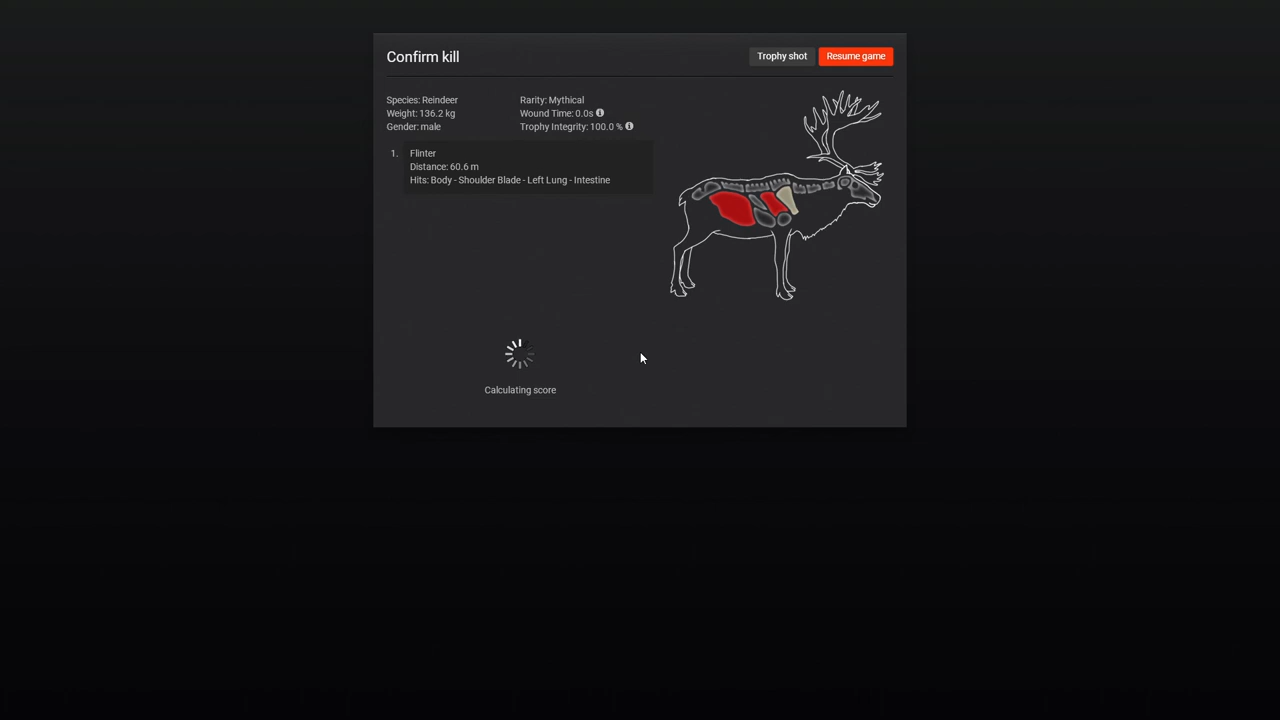 Confirm kill
Trophy shot
Resume game
Species: Reindeer
Weight: 136.2 kg
Gender: male
Rarity: Mythical
Wound Time: 0.0s
Trophy Integrity: 100.0 %
1. Flinter
Distance: 60.6 m
Hits: Body - Shoulder Blade - Left Lung - Intestine
Calculating score